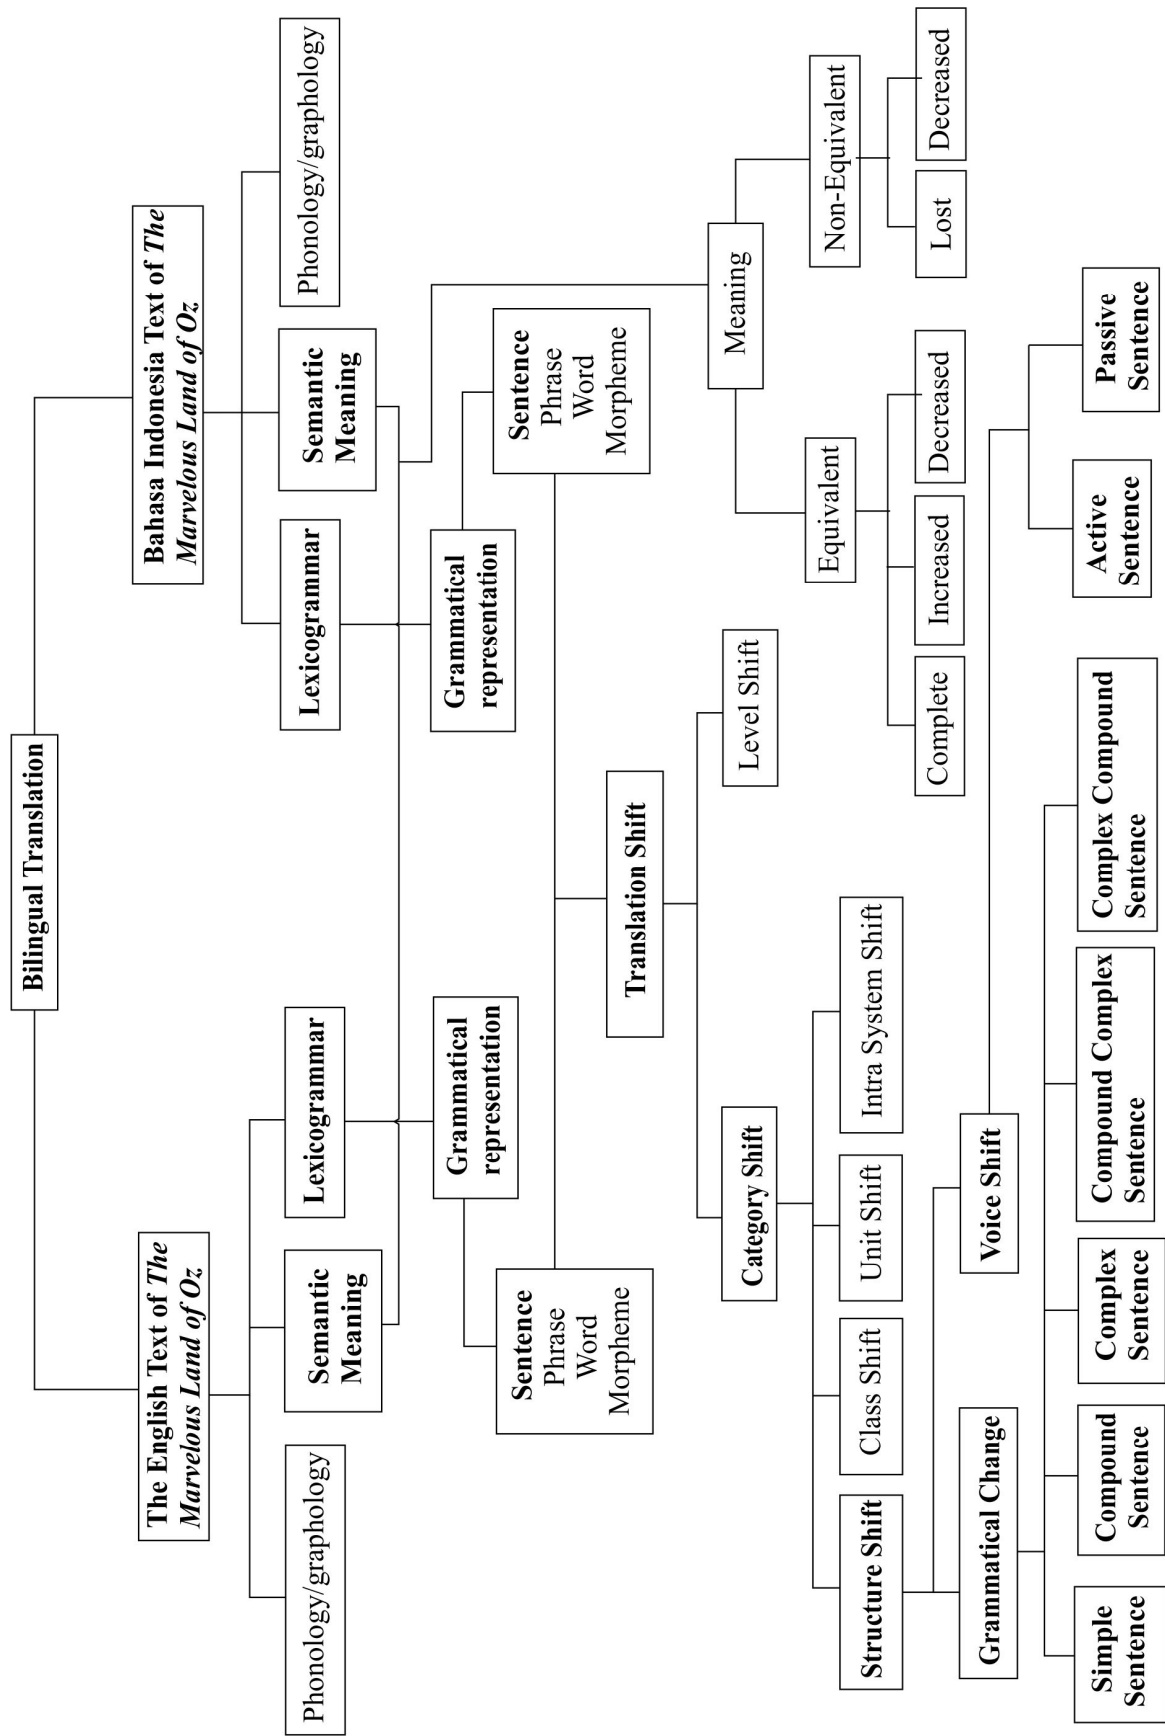 Bilingual Translation
The English Text of The
Marvelous Land of Oz
Bahasa Indonesia Text of The
Marvelous Land of Oz
Phonology/graphology
Semantic
Meaning
Lexicogrammar
Lexicogrammar
Semantic
Meaning
Phonology/graphology
Grammatical
representation
Grammatical
representation
Sentence
Phrase
Word
Morpheme
Sentence
Phrase
Word
Morpheme
Translation Shift
Category Shift
Level Shift
Meaning
Structure Shift
Class Shift
Unit Shift
Intra System Shift
Equivalent
Non-Equivalent
Complete
Increased
Decreased
Lost
Decreased
Grammatical Change
Voice Shift
Simple
Sentence
Compound
Sentence
Complex
Sentence
Compound Complex
Sentence
Complex Compound
Sentence
Active
Sentence
Passive
Sentence